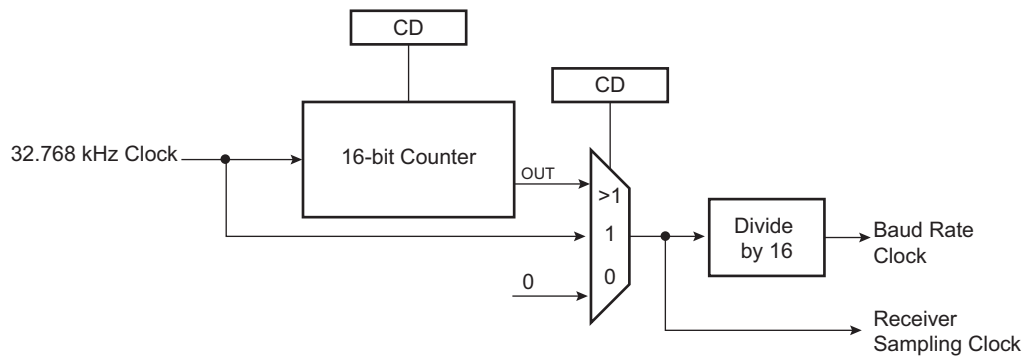 CD
CD
32.768 kHz Clock
16-bit Counter
OUT
>1
1
0
0
Divide
by 16
Baud Rate
Clock
Receiver
Sampling Clock